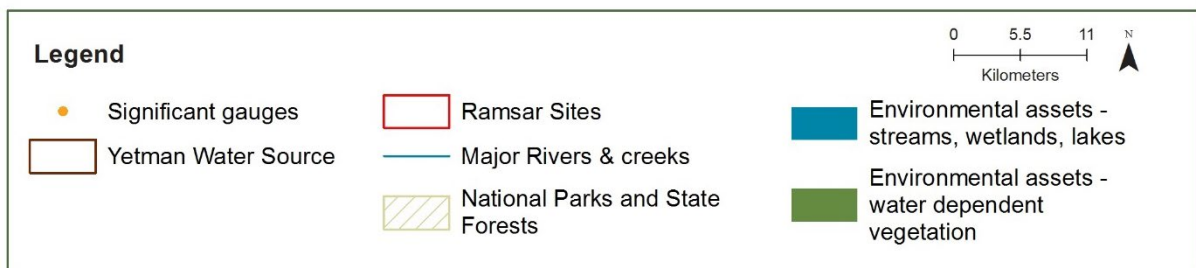 Legend
0 5.5 11
Kilometers
N
Significant gauges
Yetman Water Source
Ramsar Sites
Major Rivers & creeks
National Parks and State
Forests
Environmental assets -
streams, wetlands, lakes
Environmental assets -
water dependent
vegetation